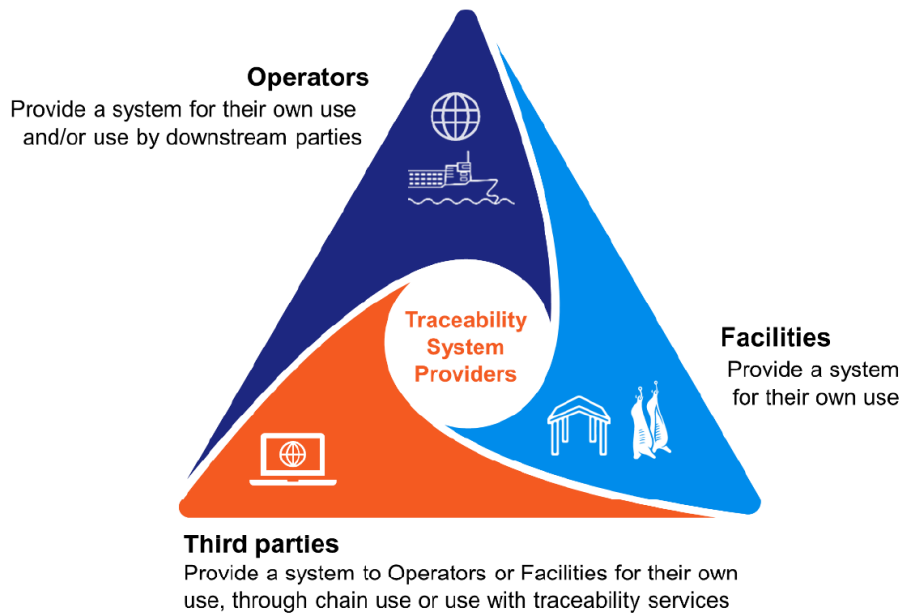 Operators
Provide a system for their own use
and/or use by downstream parties
Traceability
System
Providers
Facilities
Provide a system
for their own use
Third parties
Provide a system to Operators or Facilities for their own
use, through chain use or use with traceability services